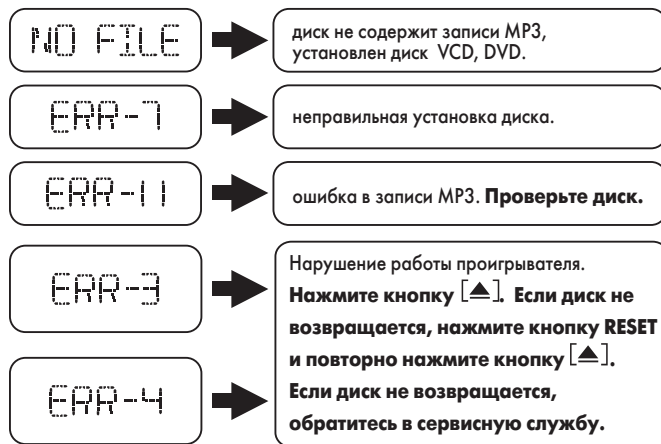 NO FILE
диск не содержит записи MP3,
установлен диск VCD, DVD.
ERR-7
неправильная установка диска.
ERR-11
ошибка в записи MP3. Проверьте диск.
ERR-3
Нарушение работы проигрывателя.
Нажмите кнопку [⏏]. Если диск не
возвращается, нажмите кнопку RESET
и повторно нажмите кнопку [⏏].
Если диск не возвращается,
обратитесь в сервисную службу.
ERR-4